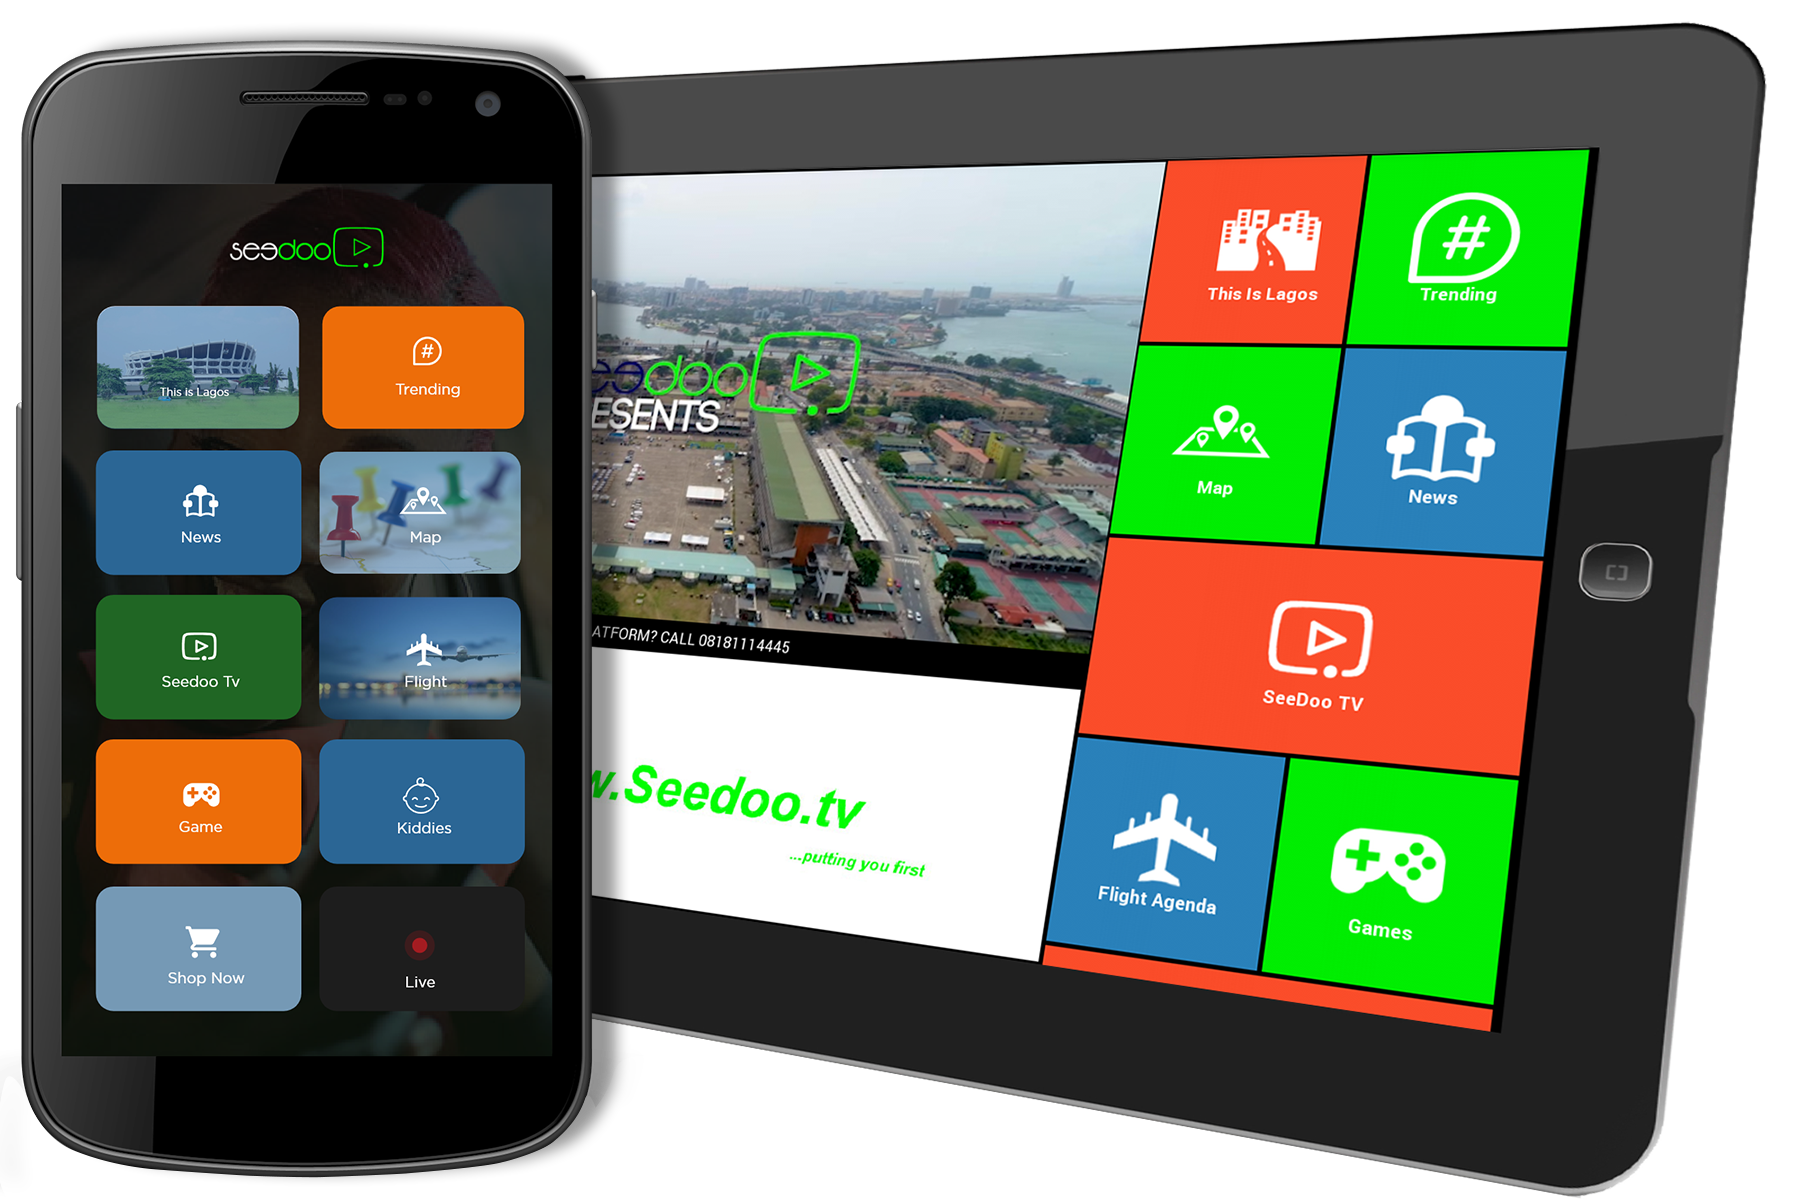 seedoo
This is Lagos
Trending
News
Map
Seedoo Tv
Flight
Game
Kiddies
Shop Now
Live
doo
ESENTS
ATFORM? CALL 08181114445
w.Seedoo.tv
...putting you first
This Is Lagos
#
Trending
Map
News
SeeDoo TV
Flight Agenda
Games